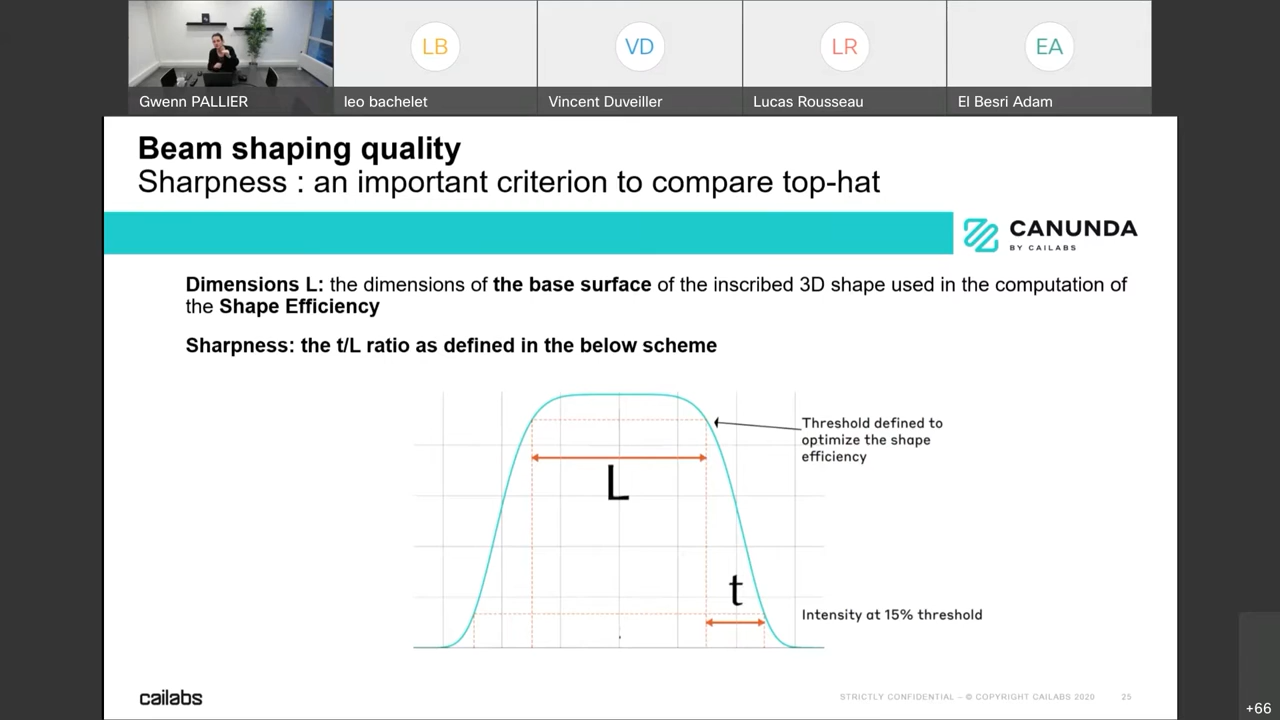 LB
VD
LR
EA
Gwenn PALLIER
leo bachelet
Vincent Duveiller
Lucas Rousseau
El Besri Adam
Beam shaping quality
Sharpness : an important criterion to compare top-hat
CANUNDA
BY CAILABS
Dimensions L: the dimensions of the base surface of the inscribed 3D shape used in the computation of
the Shape Efficiency
Sharpness: the t/L ratio as defined in the below scheme
Threshold defined to
optimize the shape
efficiency
L
t
Intensity at 15% threshold
cailabs
STRICTLY CONFIDENTIAL – © COPYRIGHT CAILABS 2020
25
+66